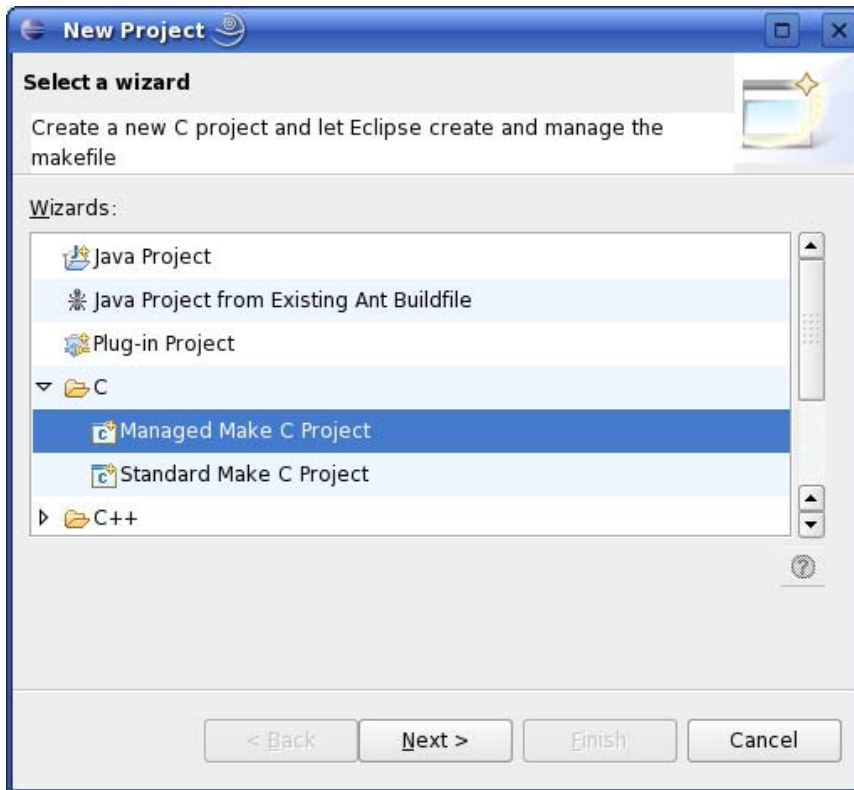 New Project
Select a wizard
Create a new C project and let Eclipse create and manage the
makefile
Wizards:
Java Project
Java Project from Existing Ant Buildfile
Plug-in Project
C
Managed Make C Project
Standard Make C Project
C++
< Back Next > Finish Cancel